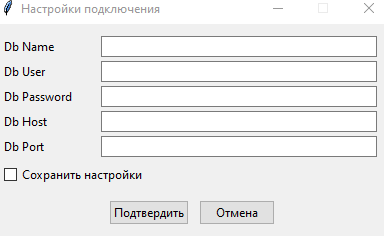 Настройки подключения
Db Name
Db User
Db Password
Db Host
Db Port
Сохранить настройки
Подтвердить Отмена